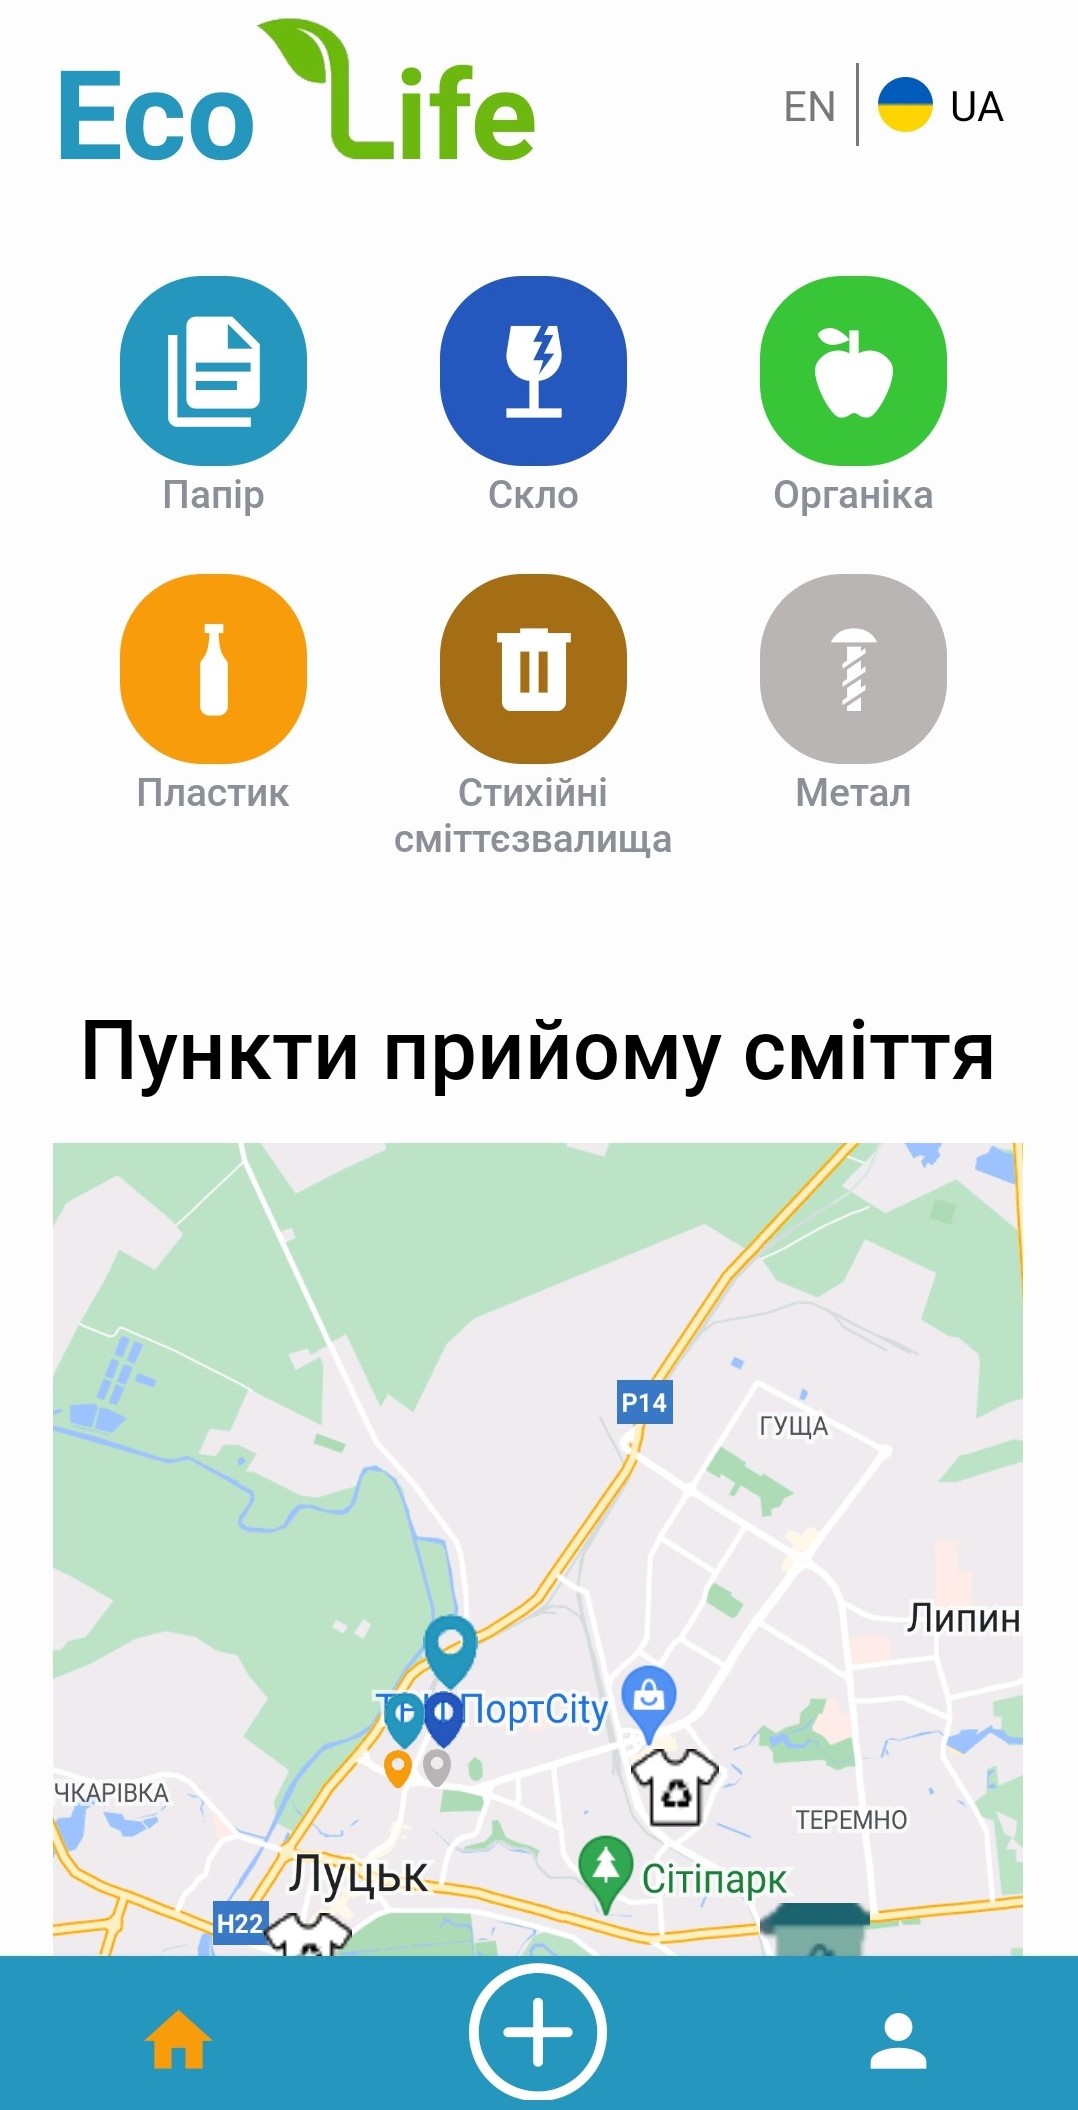 Eco Life
EN
UA
Папір
Скло
Органіка
Пластик
Стихійні
сміттєзвалища
Метал
Пункти прийому сміття
P14
ГУЩА
Липин
ПортCity
ЧКАРІВКА
ТЕРЕМНО
Луцьк
Сітіпарк
H22